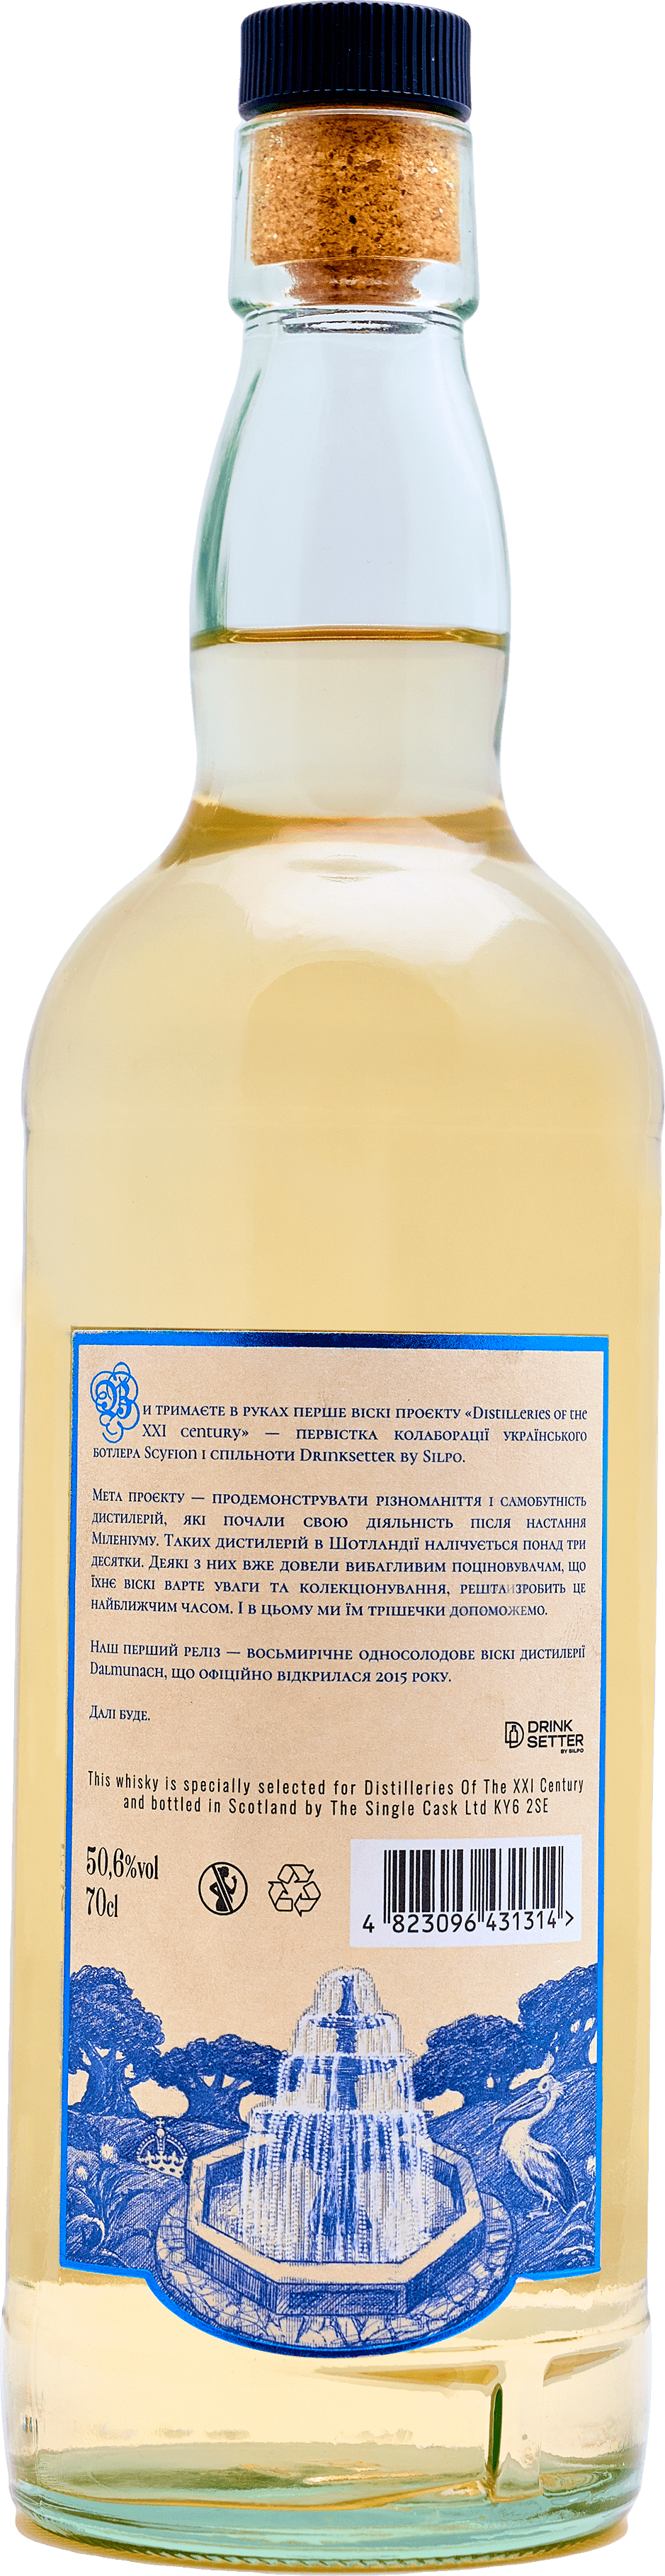 Ви тримаєте в руках перше віскі проєкту «Distilleries of the
XXI century» — первістка колаборації українського
ботлера Scyfion і спільноти Drinksetter by Silpo.
Мета проєкту — продемонструвати різноманіття і самобутність
дистилерій, які почали свою діяльність після настання
Міленіуму. Таких дистилерій в Шотландії налічується понад три
десятки. Деякі з них вже довели вибагливим поціновувачам, що
їхнє віскі варте уваги та колекціонування, решта зробить це
найближчим часом. І в цьому ми їм трішечки допоможемо.
Наш перший реліз — восьмирічне односолодове віскі дистилерії
Dalmunach, що офіційно відкрилася 2015 року.
Далі буде.
DRINK
SETTER
BY SILPO
This whisky is specially selected for Distilleries Of The XXI Century
and bottled in Scotland by The Single Cask Ltd KY6 2SE
50,6%vol
70cl
4 823096 431314 >